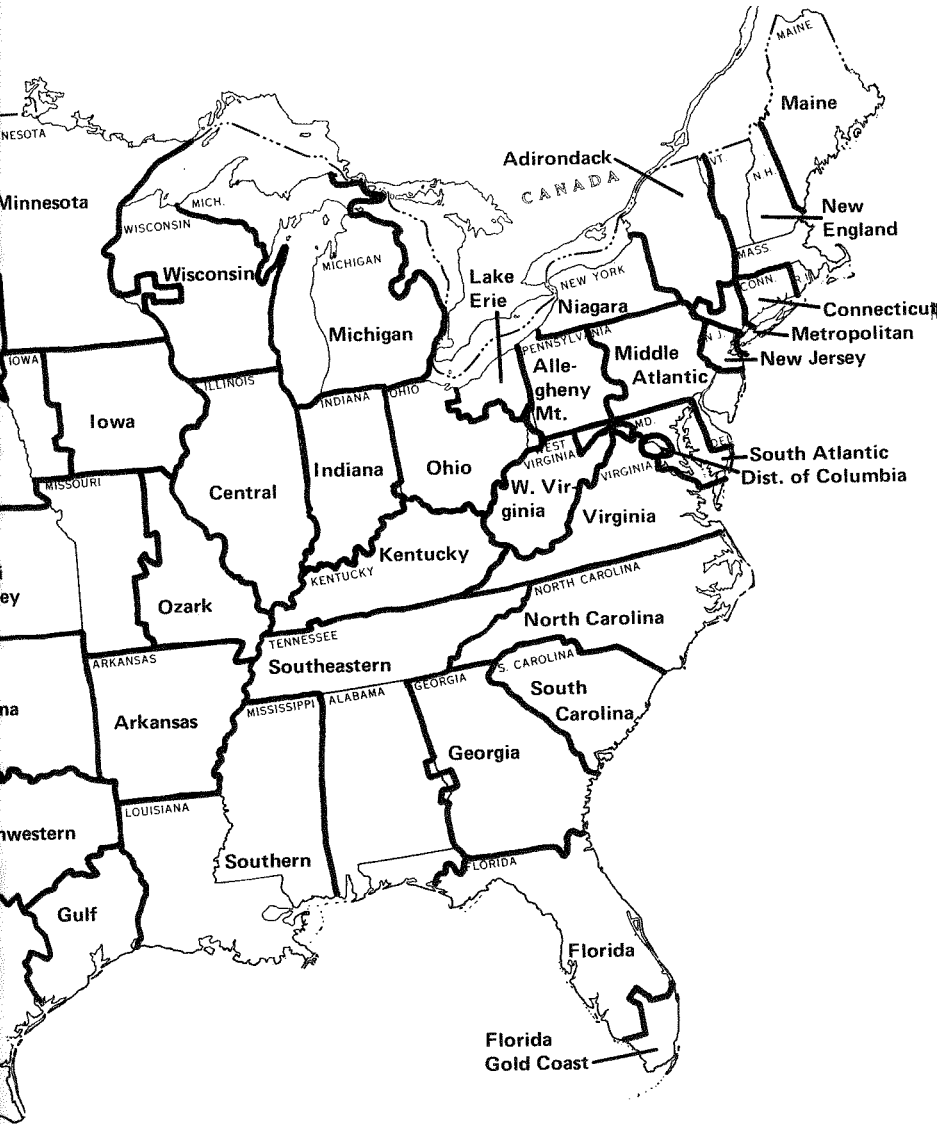 MAINE
Maine
NESOTA
Adirondack
CANADA
VT.
N.H.
Minnesota
MICH.
New
England
WISCONSIN
Wisconsin
MICHIGAN
Lake
Erie
NEW YORK
Niagara
MASS.
CONN.
R.I.
Connecticut
Metropolitan
New Jersey
N.J.
Michigan
PENNSYLVANIA
Alle-
gheny
Mt.
Middle
Atlantic
IOWA
Iowa
ILLINOIS
INDIANA
OHIO
MD.
DEL.
South Atlantic
Dist. of Columbia
WEST
VIRGINIA
VIRGINIA
MISSOURI
Central
Indiana
Ohio
W. Vir-
ginia
Virginia
Kentucky
KENTUCKY
ey
Ozark
NORTH CAROLINA
North Carolina
TENNESSEE
Southeastern
ARKANSAS
Arkansas
na
MISSISSIPPI
ALABAMA
GEORGIA
S. CAROLINA
South
Carolina
Georgia
LOUISIANA
nwestern
Southern
FLORIDA
Gulf
Florida
Florida
Gold Coast